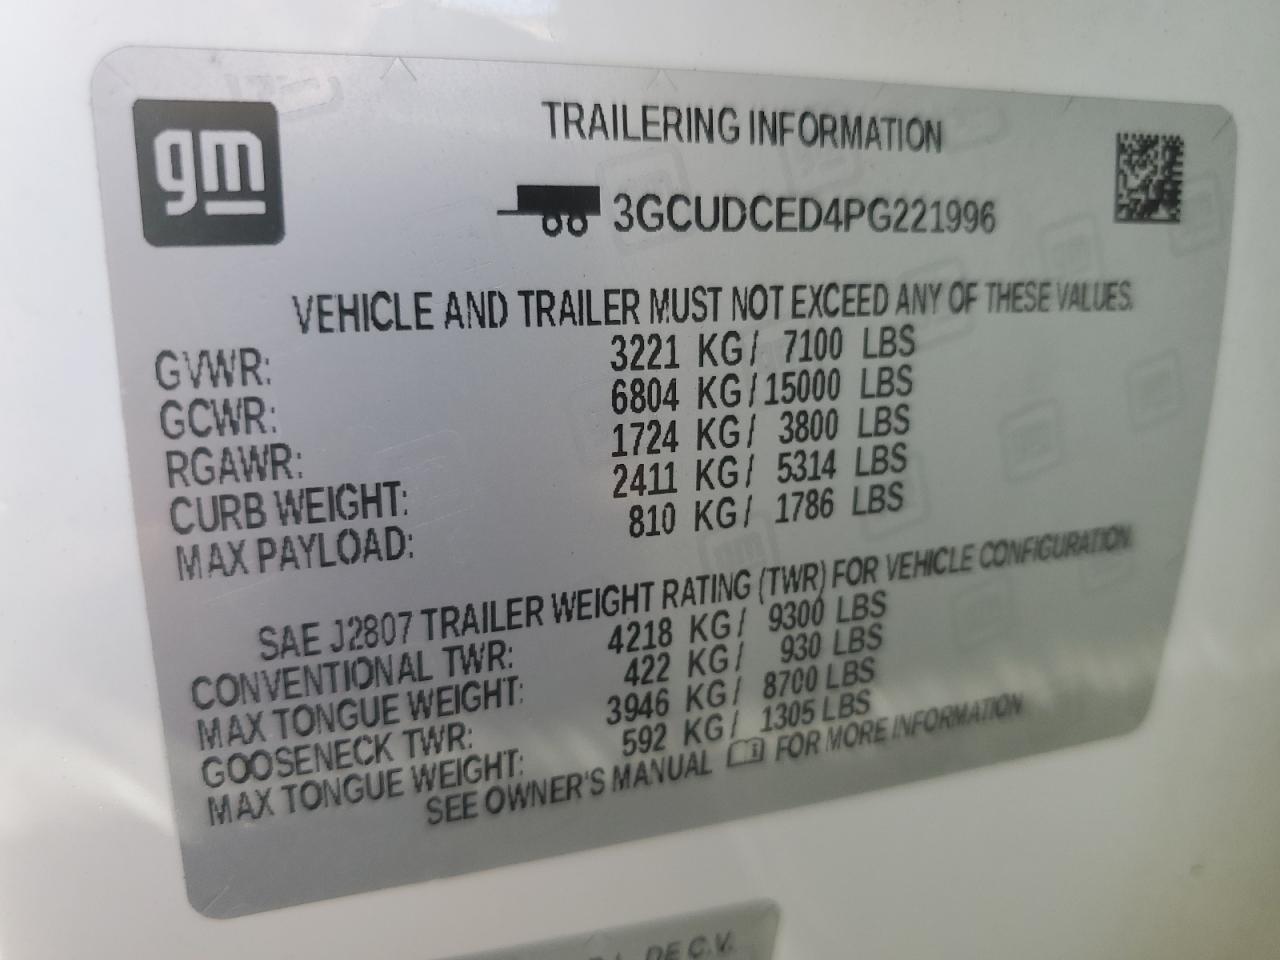 gm
TRAILERING INFORMATION
3GCUDCED4PG221996
VEHICLE AND TRAILER MUST NOT EXCEED ANY OF THESE VALUES.
GVWR: 3221 KG/ 7100 LBS
GCWR: 6804 KG/15000 LBS
RGAWR: 1724 KG/ 3800 LBS
CURB WEIGHT: 2411 KG/ 5314 LBS
MAX PAYLOAD: 810 KG/ 1786 LBS
SAE J2807 TRAILER WEIGHT RATING (TWR) FOR VEHICLE CONFIGURATION.
CONVENTIONAL TWR: 4218 KG/ 9300 LBS
MAX TONGUE WEIGHT: 422 KG/ 930 LBS
GOOSENECK TWR: 3946 KG/ 8700 LBS
MAX TONGUE WEIGHT: 592 KG/ 1305 LBS
SEE OWNER'S MANUAL FOR MORE INFORMATION
DE C.V.